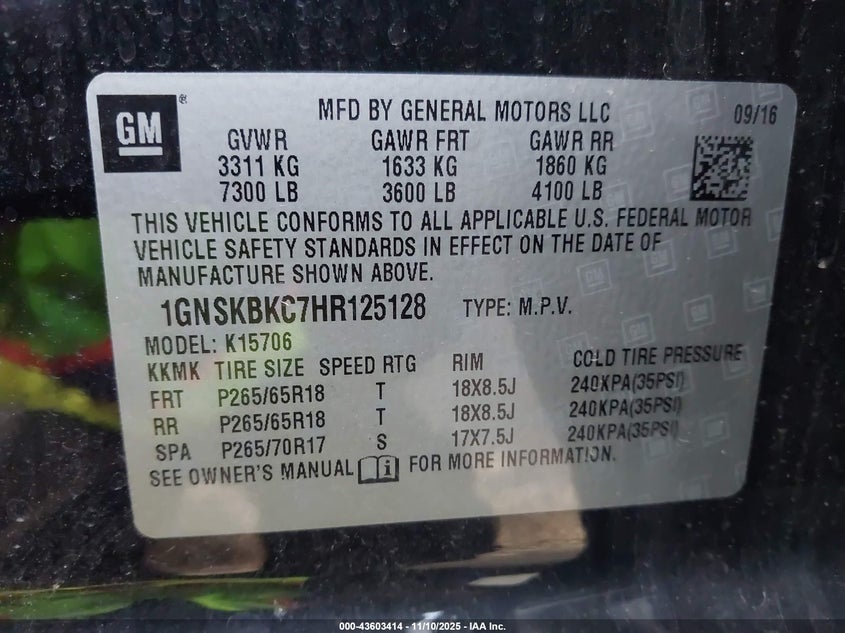 GM ®
MFD BY GENERAL MOTORS LLC 09/16
GVWR GAWR FRT GAWR RR
3311 KG 1633 KG 1860 KG
7300 LB 3600 LB 4100 LB
THIS VEHICLE CONFORMS TO ALL APPLICABLE U.S. FEDERAL MOTOR
VEHICLE SAFETY STANDARDS IN EFFECT ON THE DATE OF
MANUFACTURE SHOWN ABOVE.
1GNSKBKC7HR125128 TYPE: M.P.V.
MODEL: K15706
KKMK TIRE SIZE SPEED RTG RIM COLD TIRE PRESSURE
FRT P265/65R18 T 18X8.5J 240KPA(35PSI)
RR P265/65R18 T 18X8.5J 240KPA(35PSI)
SPA P265/70R17 S 17X7.5J 240KPA(35PSI)
SEE OWNER'S MANUAL i FOR MORE INFORMATION.
000-43603414 - 11/10/2025 - IAA Inc.